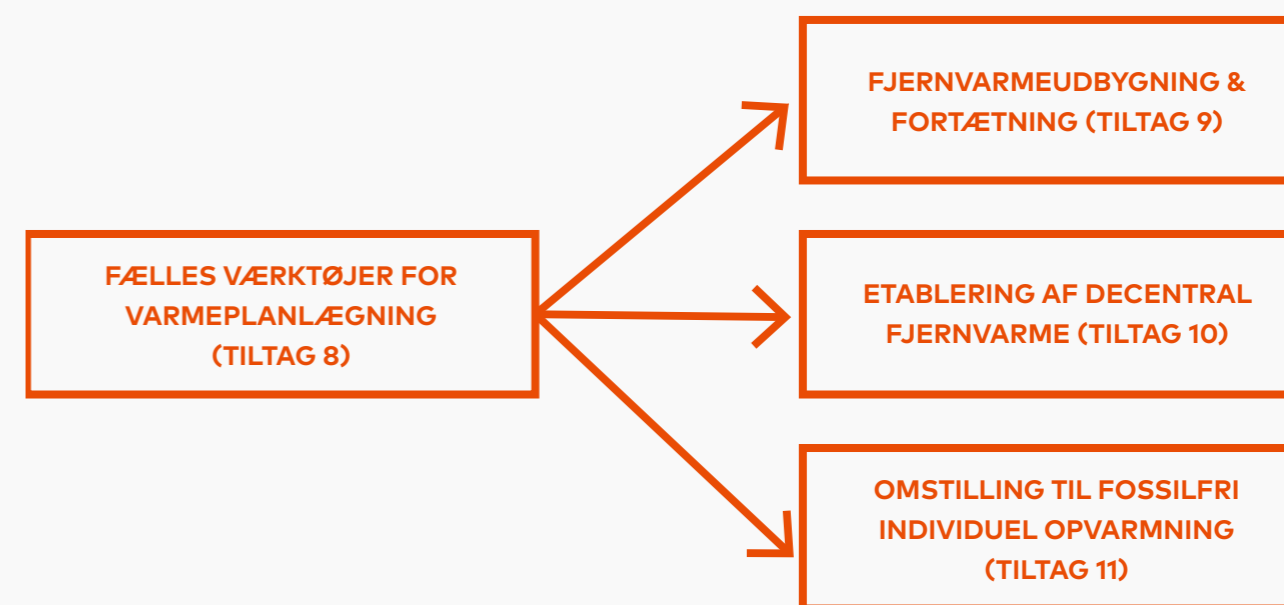 FÆLLES VÆRKTØJER FOR
VARMEPLANLÆGNING
(TILTAG 8)
FJERNVARMEUDBYGNING &
FORTÆTNING (TILTAG 9)
ETABLERING AF DECENTRAL
FJERNVARME (TILTAG 10)
OMSTILLING TIL FOSSILFRI
INDIVIDUEL OPVARMNING
(TILTAG 11)